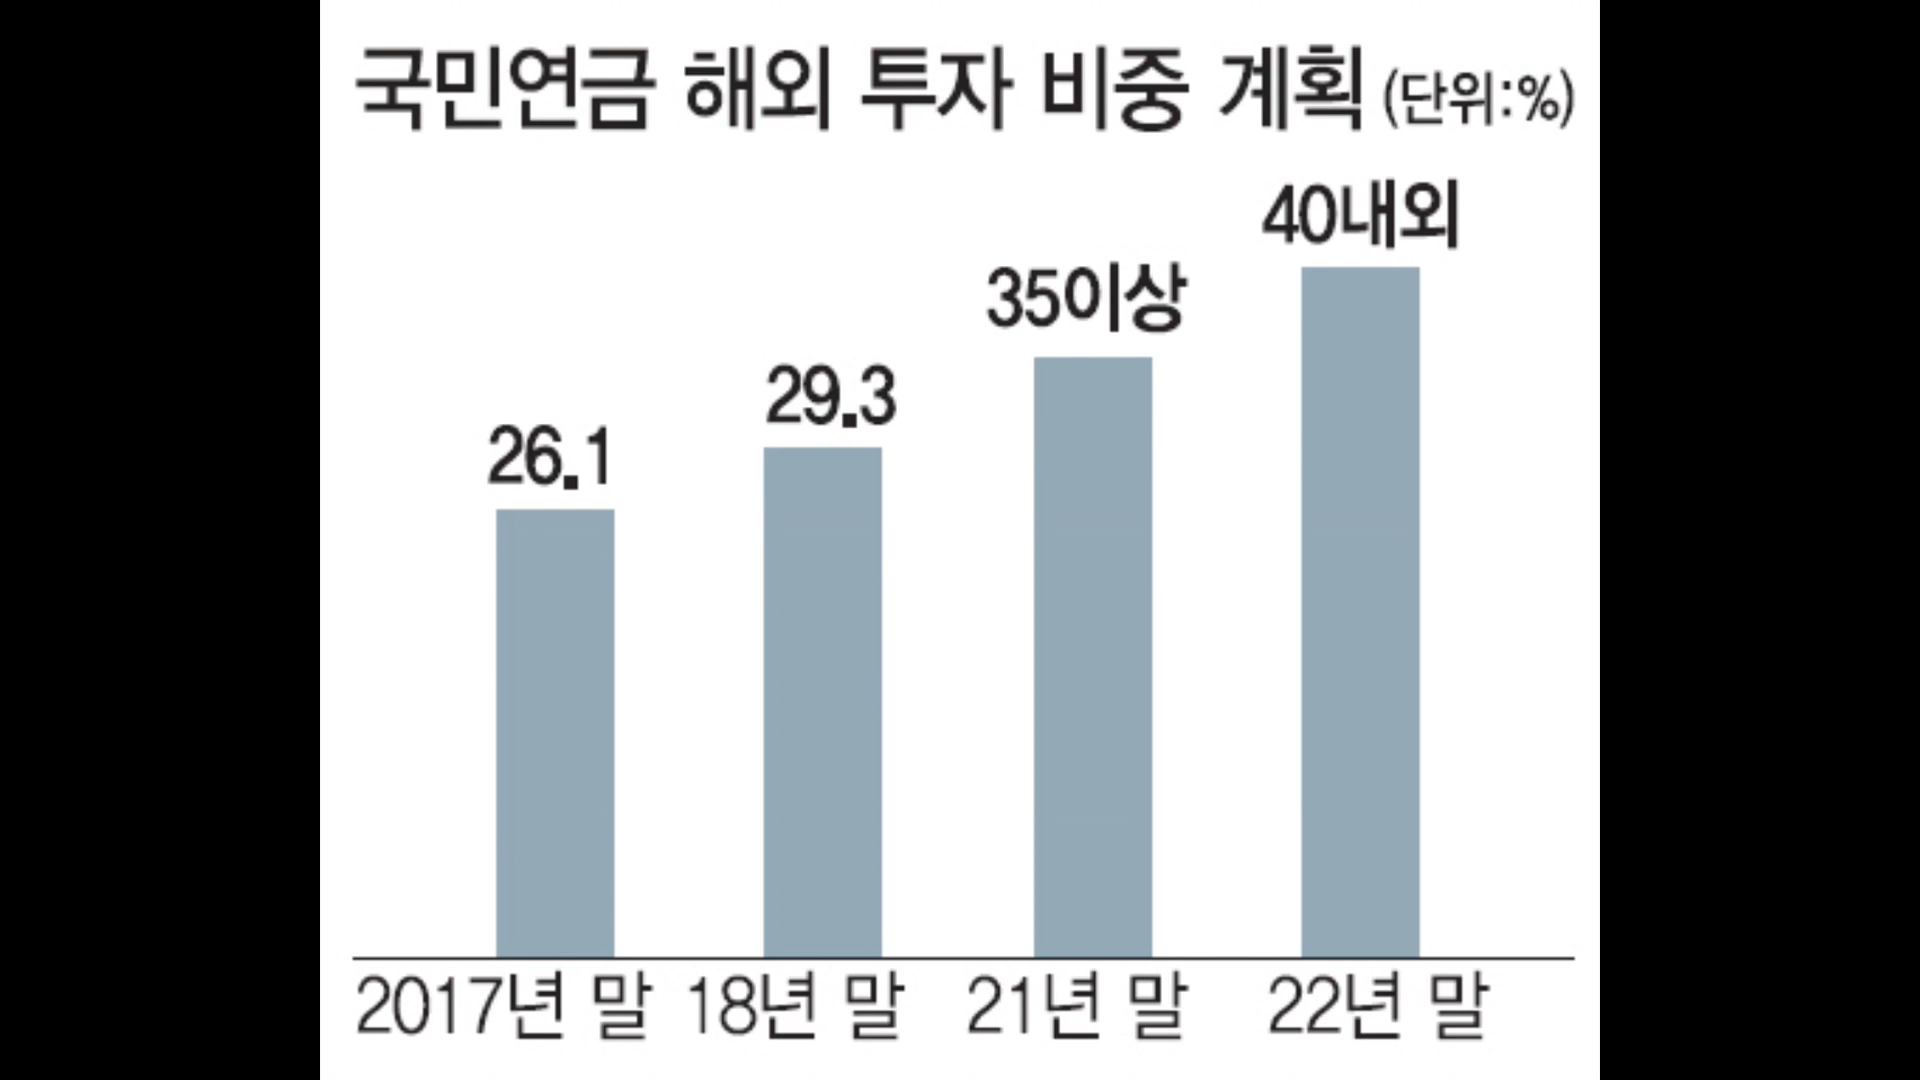 국민연금 해외 투자 비중 계획 (단위:%)
26.1
29.3
35이상
40내외
2017년 말 18년 말 21년 말 22년 말